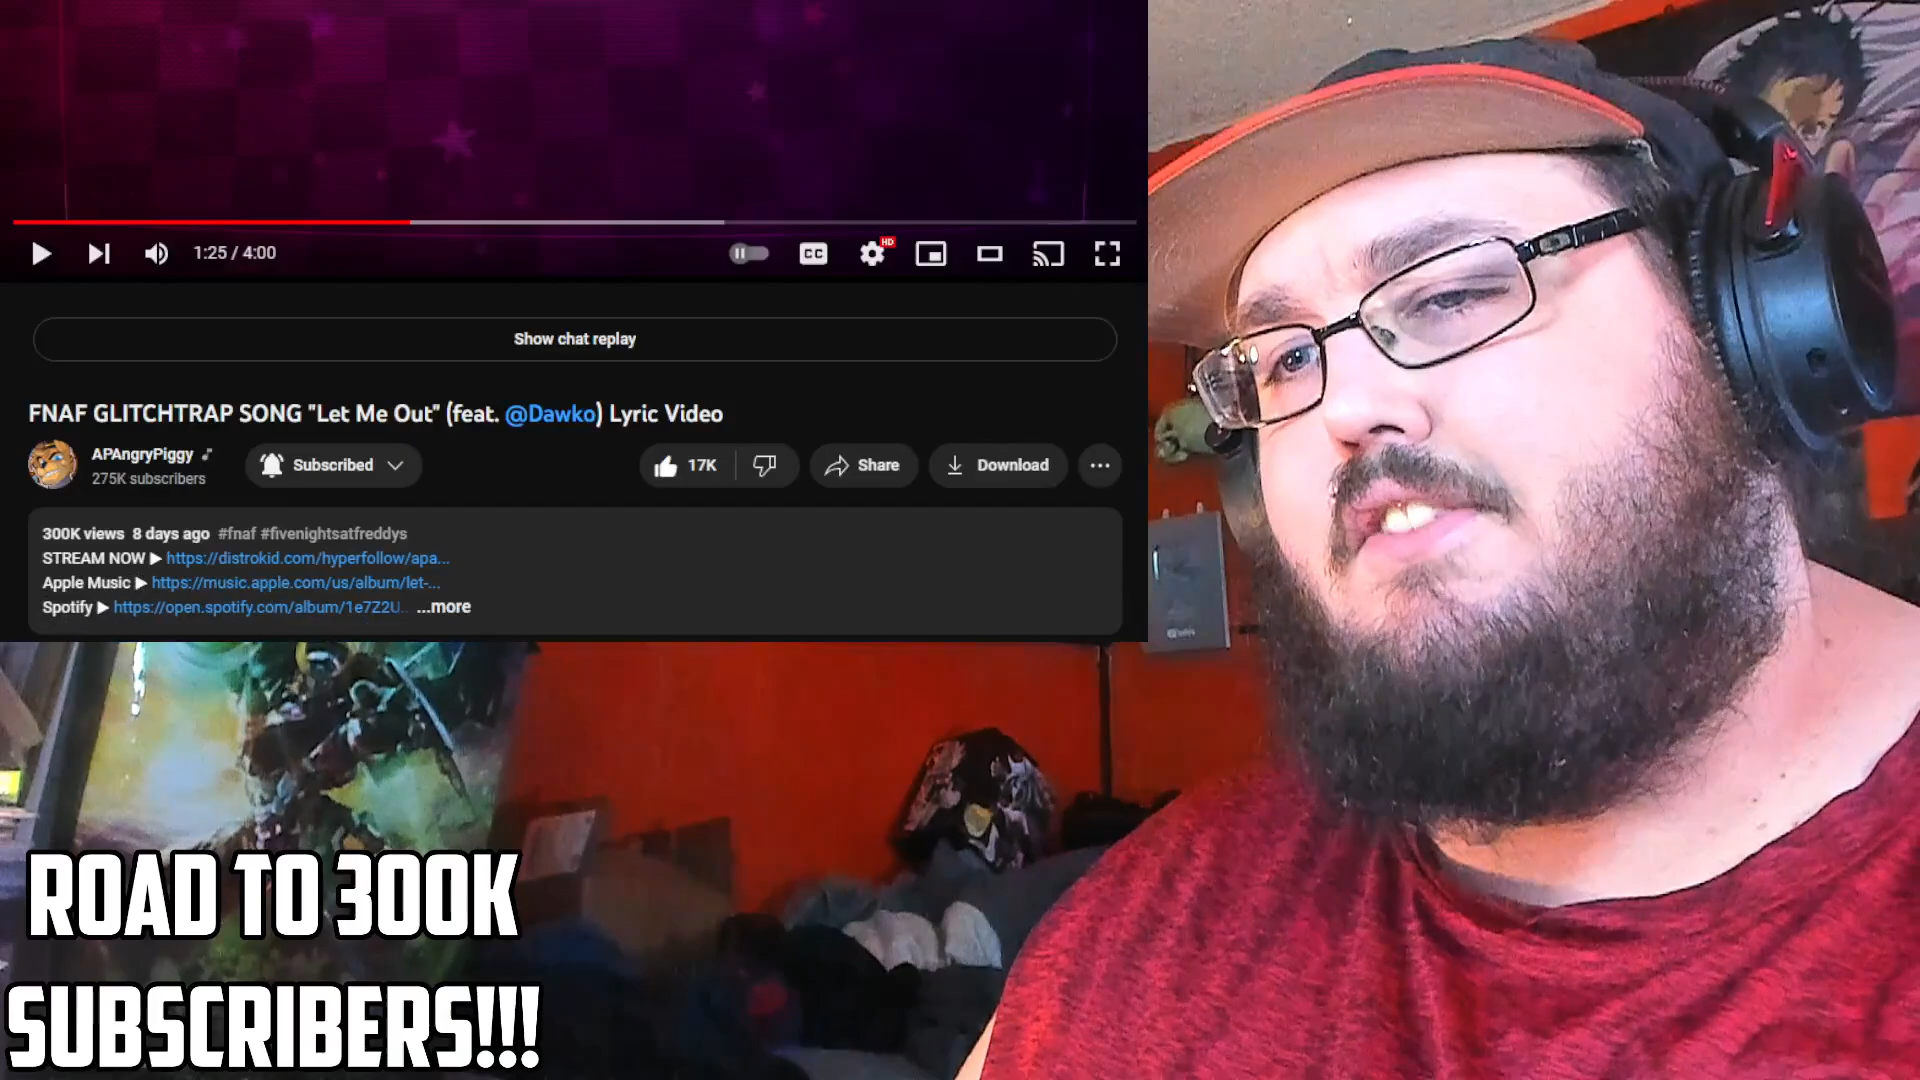 HD
1:25 / 4:00
CC
Show chat replay
FNAF GLITCHTRAP SONG "Let Me Out" (feat. @Dawko) Lyric Video
APAngryPiggy
275K subscribers
Subscribed
17K
Share
Download
300K views 8 days ago #fnaf #fivenightsatfreddys
STREAM NOW ▶ https://distrokid.com/hyperfollow/apa...
Apple Music ▶ https://music.apple.com/us/album/let-...
Spotify ▶ https://open.spotify.com/album/1e7Z2U... ...more
ROAD TO 300K
SUBSCRIBERS!!!